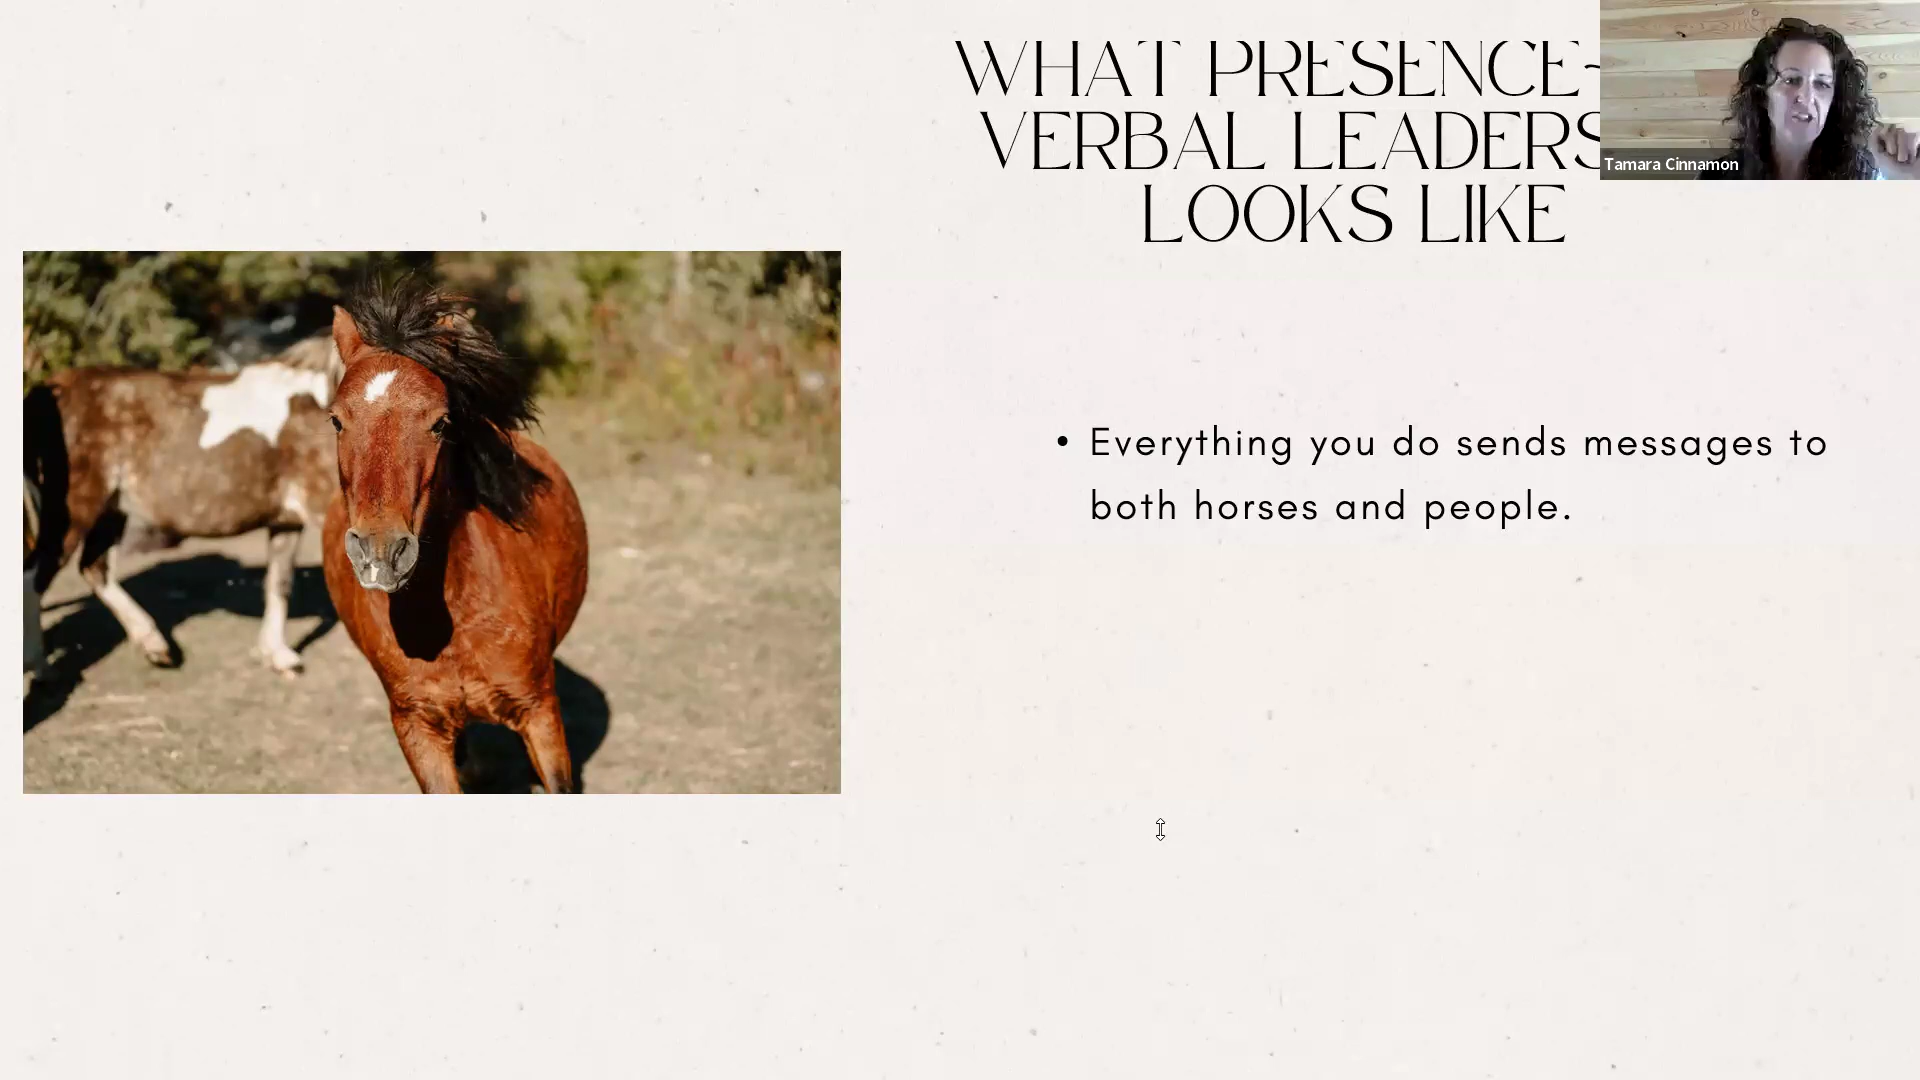 WHAT PRESENCE-
VERBAL LEADERS
LOOKS LIKE
Tamara Cinnamon
• Everything you do sends messages to
both horses and people.